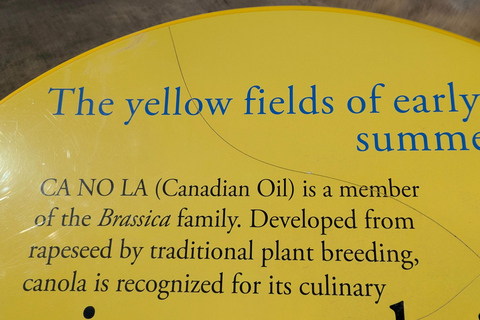 The yellow fields of early
CA NO LA (Canadian Oil) is a member
of the Brassica family. Developed from
rapeseed by traditional plant breeding,
canola is recognized for its culinary